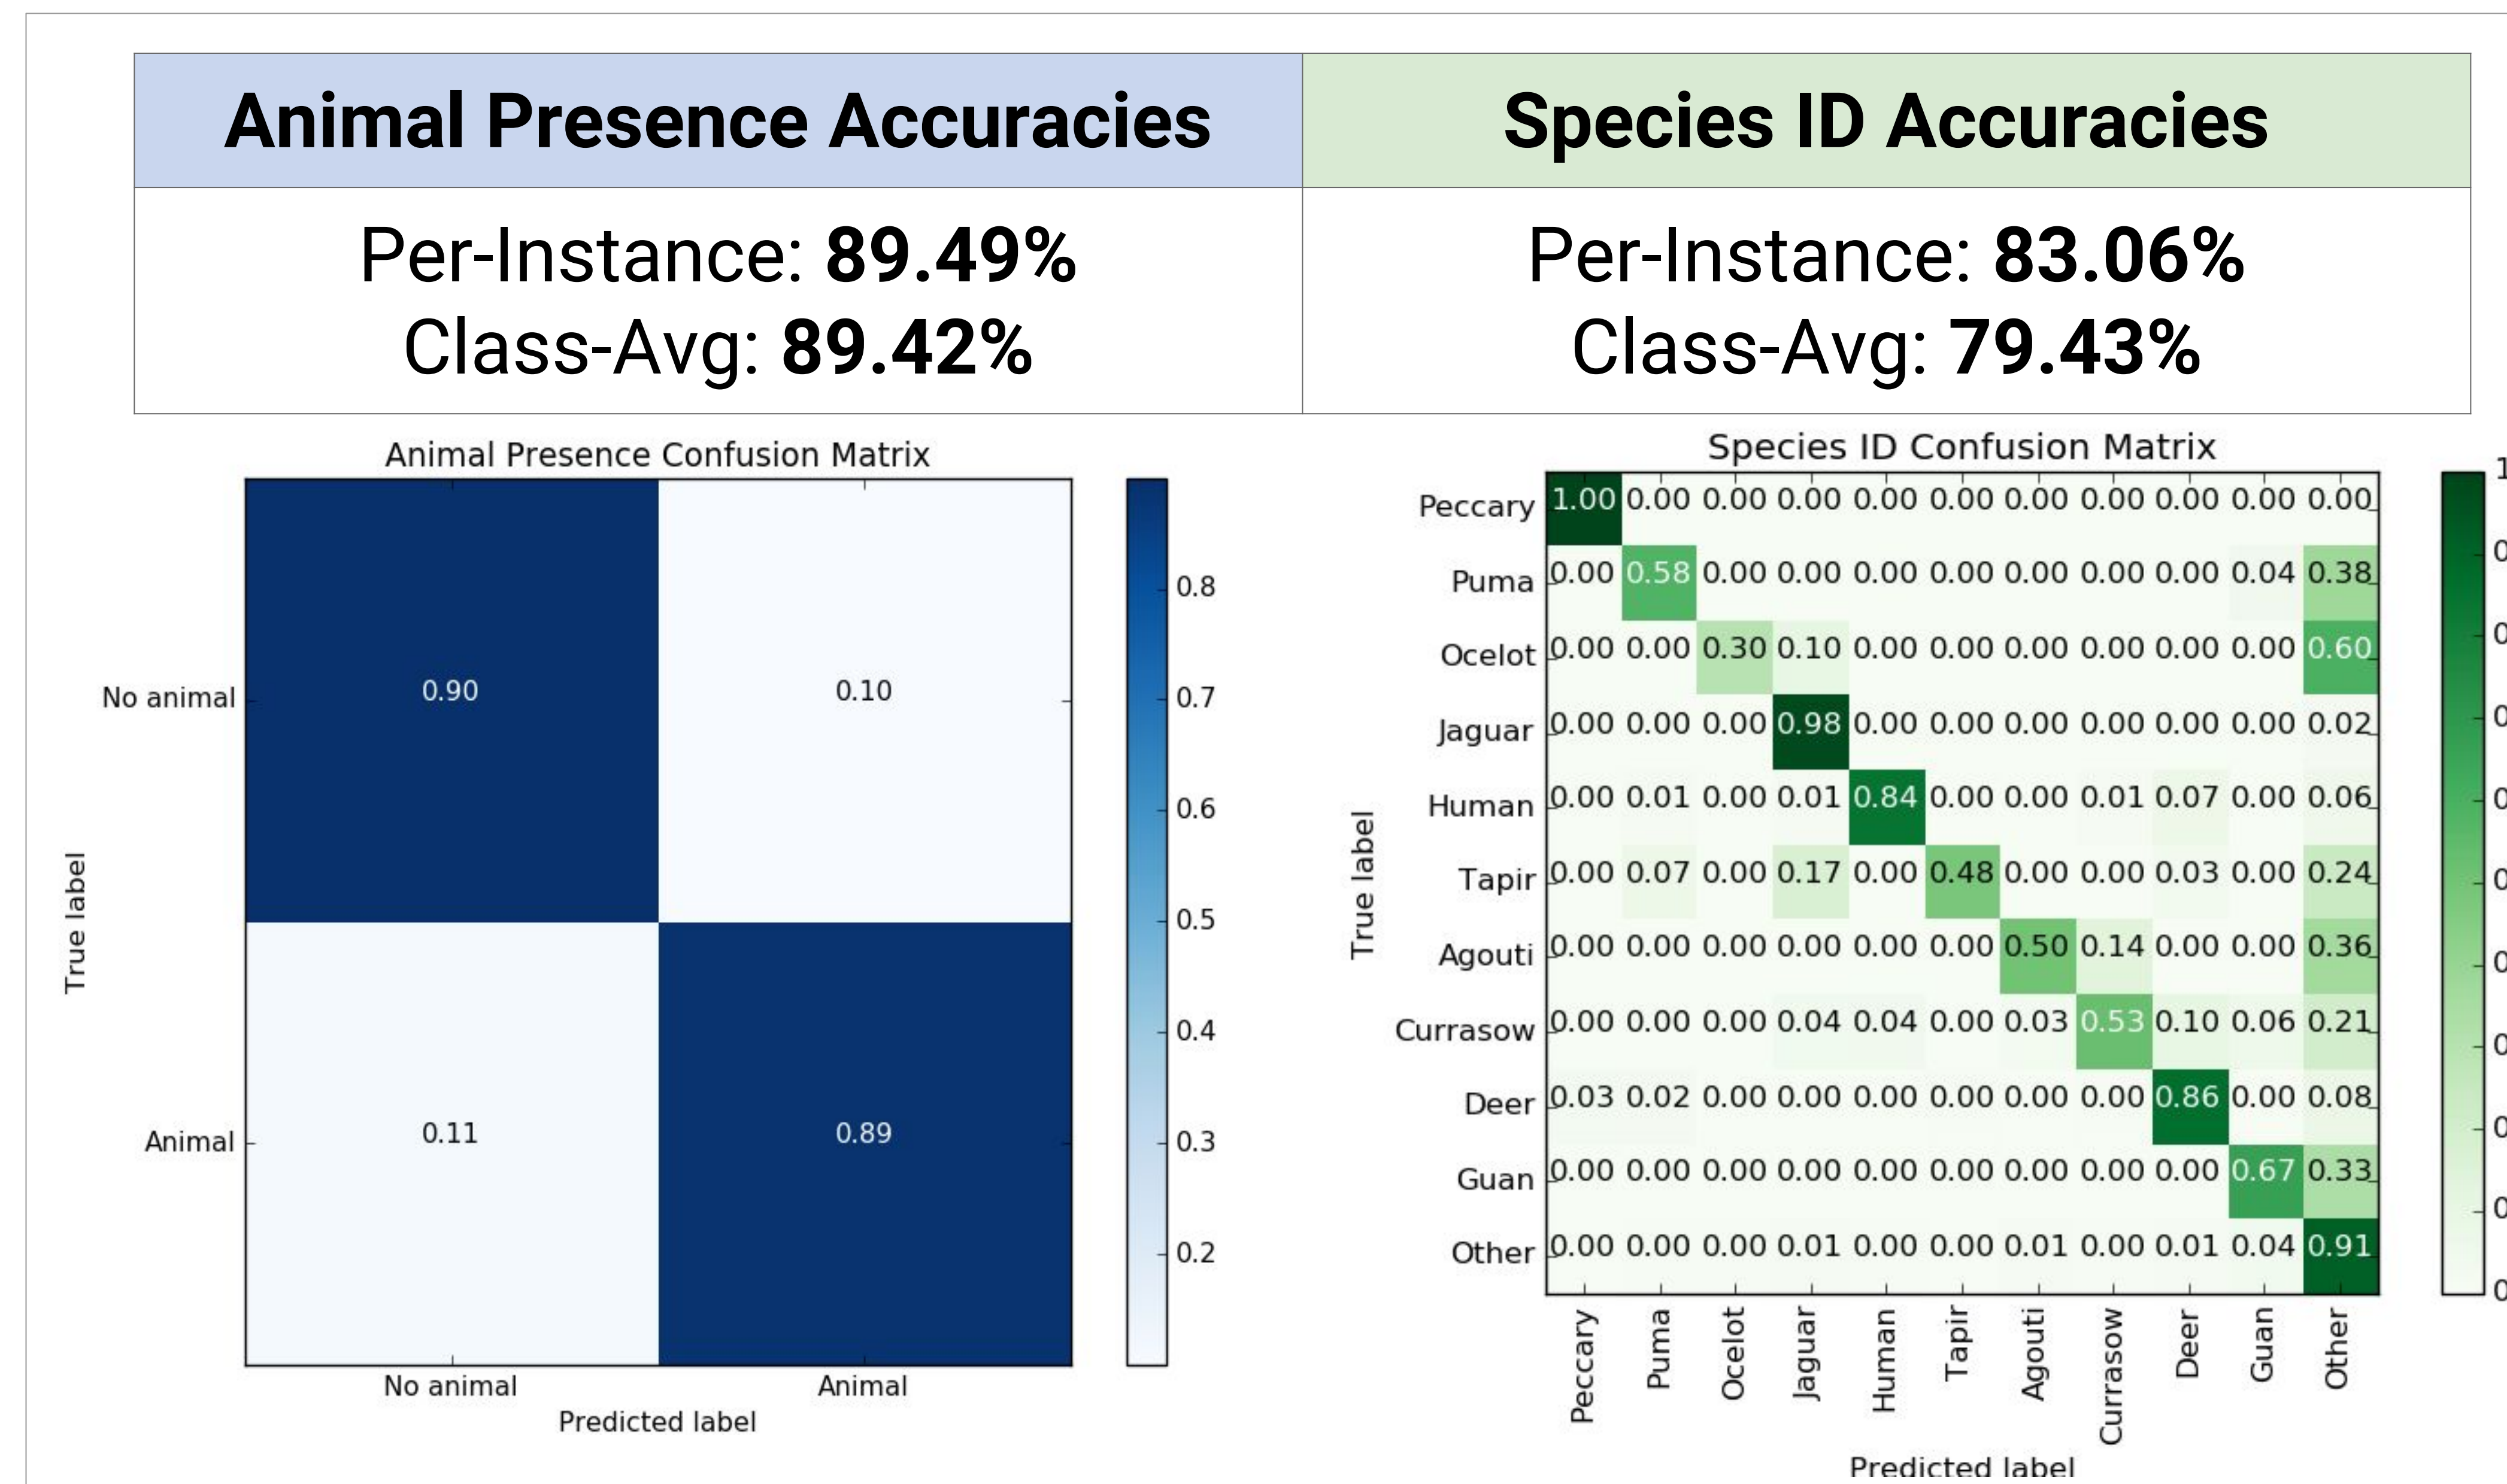 Animal Presence Accuracies
Species ID Accuracies
Per-Instance: 89.49%
Class-Avg: 89.42%
Per-Instance: 83.06%
Class-Avg: 79.43%
Animal Presence Confusion Matrix
True label
No animal 0.90 0.10
Animal 0.11 0.89
No animal Animal
Predicted label
0.8
0.7
0.6
0.5
0.4
0.3
0.2
Species ID Confusion Matrix
True label
Peccary 1.00 0.00 0.00 0.00 0.00 0.00 0.00 0.00 0.00 0.00 0.00
Puma 0.00 0.58 0.00 0.00 0.00 0.00 0.00 0.00 0.00 0.04 0.38
Ocelot 0.00 0.00 0.30 0.10 0.00 0.00 0.00 0.00 0.00 0.00 0.60
Jaguar 0.00 0.00 0.00 0.98 0.00 0.00 0.00 0.00 0.00 0.00 0.02
Human 0.00 0.01 0.00 0.01 0.84 0.00 0.00 0.01 0.07 0.00 0.06
Tapir 0.00 0.07 0.00 0.17 0.00 0.48 0.00 0.00 0.03 0.00 0.24
Agouti 0.00 0.00 0.00 0.00 0.00 0.00 0.50 0.14 0.00 0.00 0.36
Currasow 0.00 0.00 0.00 0.04 0.04 0.00 0.03 0.53 0.10 0.06 0.21
Deer 0.03 0.02 0.00 0.00 0.00 0.00 0.00 0.00 0.86 0.00 0.08
Guan 0.00 0.00 0.00 0.00 0.00 0.00 0.00 0.00 0.00 0.67 0.33
Other 0.00 0.00 0.00 0.01 0.00 0.00 0.01 0.00 0.01 0.04 0.91
Peccary Puma Ocelot Jaguar Human Tapir Agouti Currasow Deer Guan Other
Predicted label